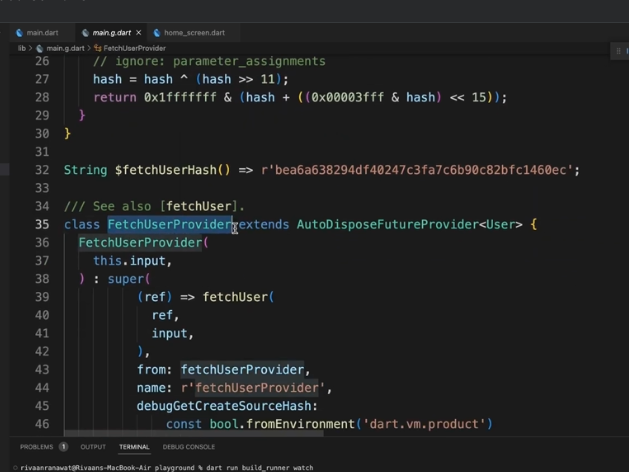 main.dart main.g.dart × home_screen.dart
lib > main.g.dart > FetchUserProvider
26 // ignore: parameter_assignments
27 hash = hash ^ (hash >> 11);
28 return 0x1fffffff & (hash + ((0x00003fff & hash) << 15));
29 }
30 }
31
32 String $fetchUserHash() => r'bea6a638294df40247c3fa7c6b90c82bfc1460ec';
33
34 /// See also [fetchUser].
35 class FetchUserProvider extends AutoDisposeFutureProvider<User> {
36 FetchUserProvider(
37 this.input,
38 ) : super(
39 (ref) => fetchUser(
40 ref,
41 input,
42 ),
43 from: fetchUserProvider,
44 name: r'fetchUserProvider',
45 debugGetCreateSourceHash:
46 const bool.fromEnvironment('dart.vm.product')
PROBLEMS 1 OUTPUT TERMINAL DEBUG CONSOLE
rivaanranawat@Rivaans-MacBook-Air playground % dart run build_runner watch